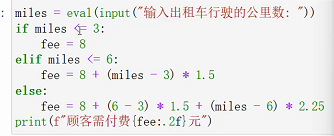 : miles = eval(input("输入出租车行驶的公里数: "))
if miles <= 3:
    fee = 8
elif miles <= 6:
    fee = 8 + (miles - 3) * 1.5
else:
    fee = 8 + (6 - 3) * 1.5 + (miles - 6) * 2.25
print(f"顾客需付费{fee:.2f}元")